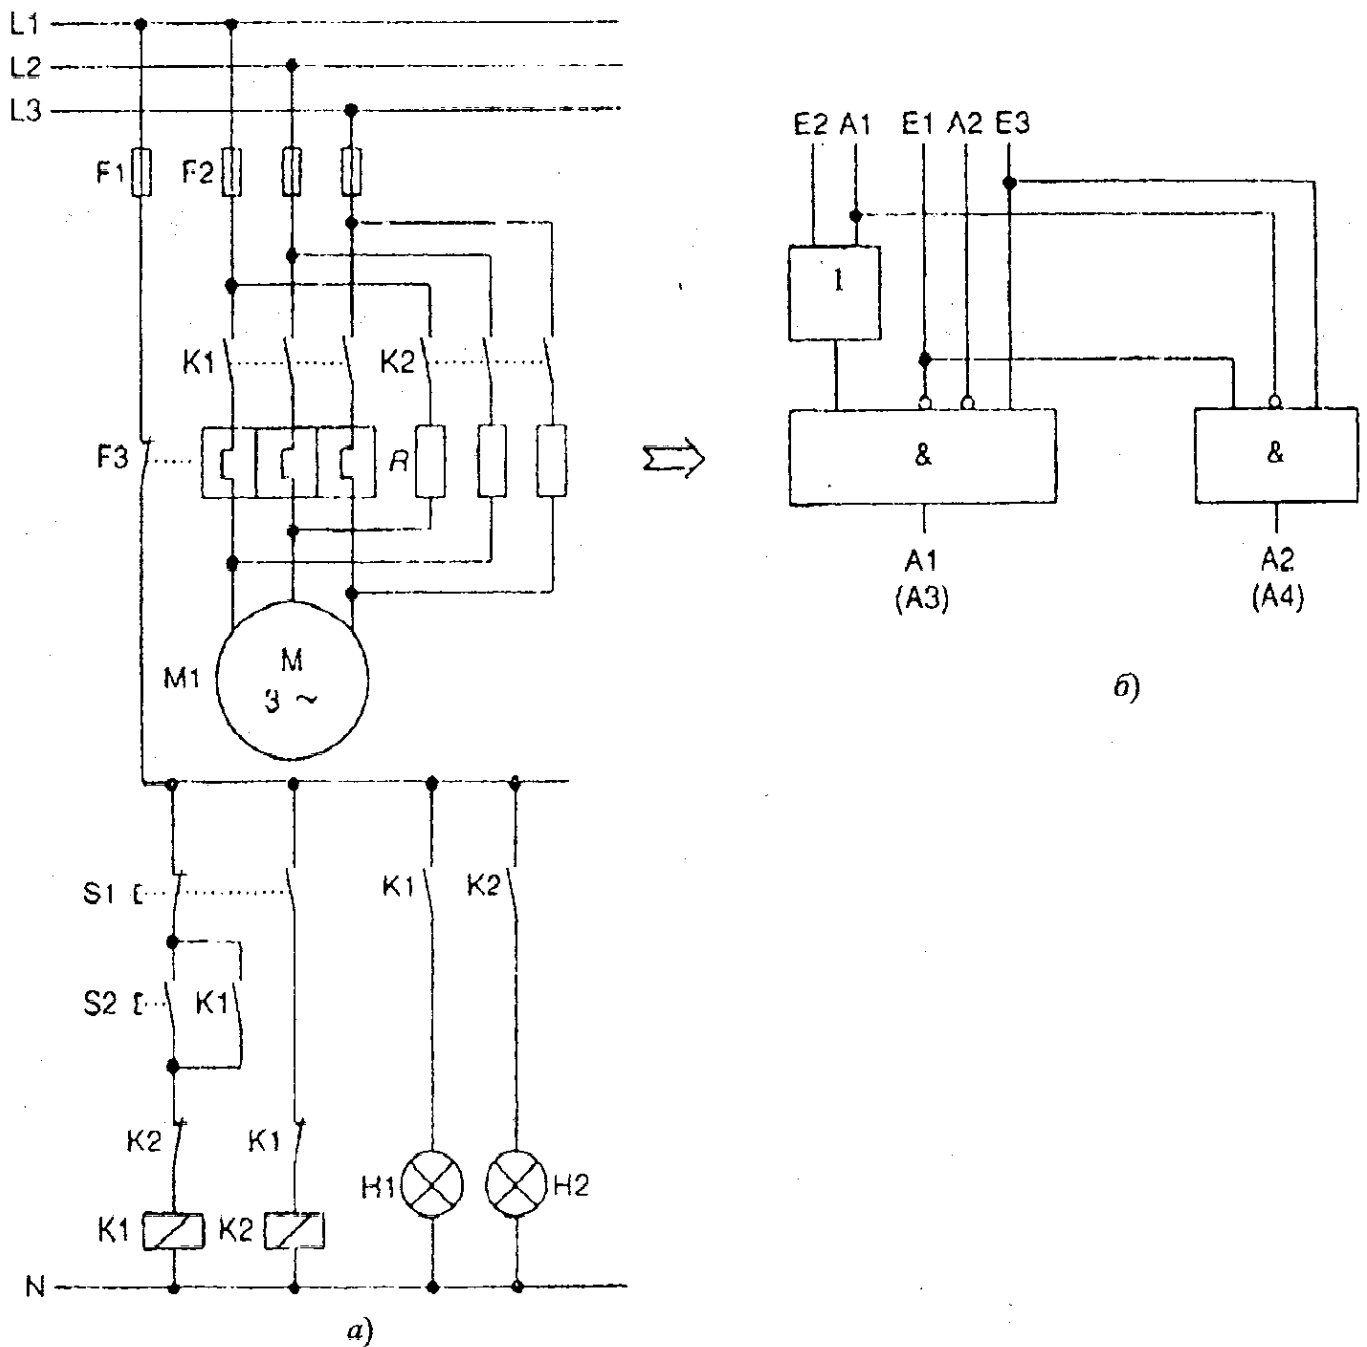 L1
L2
L3
E2 A1 E1 A2 E3
F1 F2
1
K1 K2
F3 R
& &
A1 A2
(A3) (A4)
M1 M
3 ~
б)
S1 K1 K2
S2 K1
K2 K1
H1 H2
K1 K2
N
а)